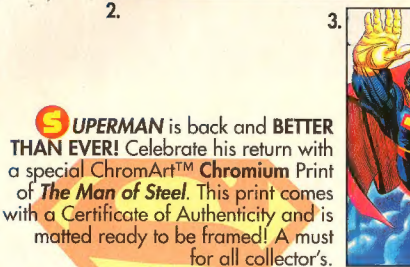 2.
3.
SUPERMAN is back and BETTER
THAN EVER! Celebrate his return with
a special ChromArt™ Chromium Print
of The Man of Steel. This print comes
with a Certificate of Authenticity and is
matted ready to be framed! A must
for all collector's.